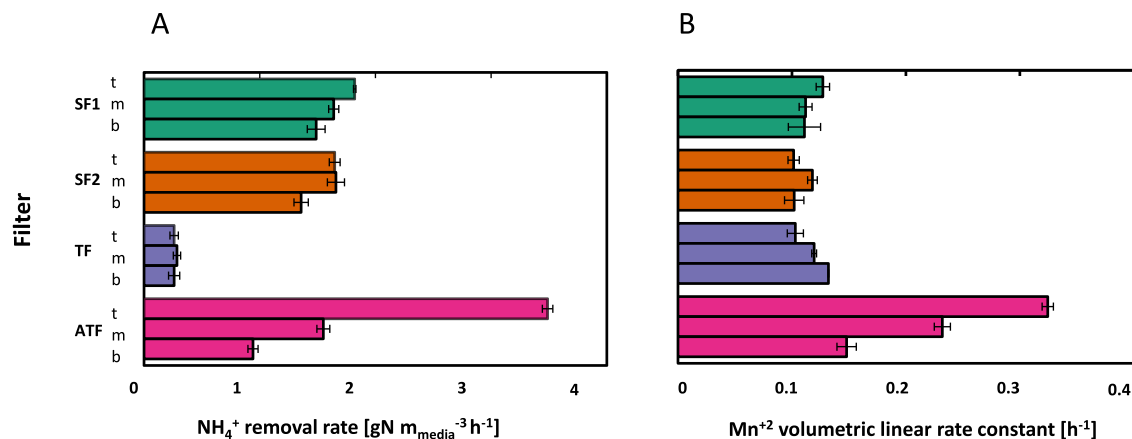 A
B
t
SF1 m
b
t
SF2 m
b
t
TF m
b
t
ATF m
b
Filter
0 1 2 3 4
NH₄⁺ removal rate [gN m_media⁻³ h⁻¹]
0 0.1 0.2 0.3 0.4
Mn⁺² volumetric linear rate constant [h⁻¹]